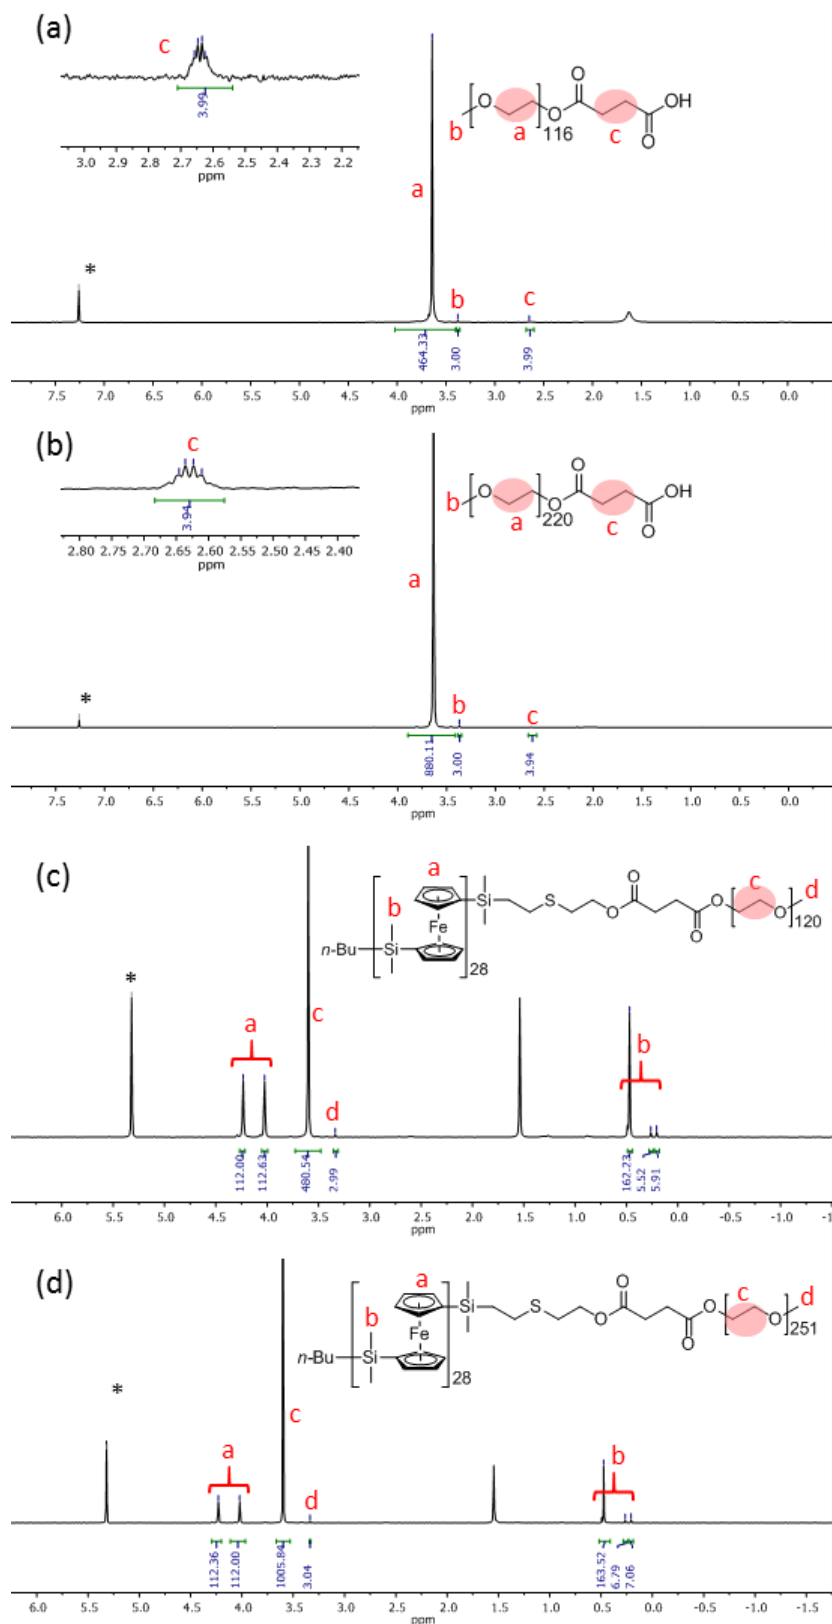 (a)
c
3.99
3.0 2.9 2.8 2.7 2.6 2.5 2.4 2.3 2.2
ppm
O
O
OH
O
O
b
a
116
c
a
*
b
c
464.33
3.00
3.99
7.5 7.0 6.5 6.0 5.5 5.0 4.5 4.0 3.5 3.0 2.5 2.0 1.5 1.0 0.5 0.0
ppm
(b)
c
3.94
2.80 2.75 2.70 2.65 2.60 2.55 2.50 2.45 2.40
ppm
O
O
OH
O
O
b
a
220
c
a
*
b
c
880.11
3.00
3.94
7.5 7.0 6.5 6.0 5.5 5.0 4.5 4.0 3.5 3.0 2.5 2.0 1.5 1.0 0.5 0.0
ppm
(c)
a
b
Si
S
O
O
O
O
c
O
d
120
Fe
n-Bu
Si
28
*
a
c
d
b
112.00
112.63
480.54
2.99
162.23
5.52
5.91
6.0 5.5 5.0 4.5 4.0 3.5 3.0 2.5 2.0 1.5 1.0 0.5 0.0 -0.5 -1.0 -1.5
ppm
(d)
a
b
Si
S
O
O
O
O
c
O
d
251
Fe
n-Bu
Si
28
*
a
c
d
b
112.36
112.00
1005.84
3.04
163.52
6.79
7.06
6.0 5.5 5.0 4.5 4.0 3.5 3.0 2.5 2.0 1.5 1.0 0.5 0.0 -0.5 -1.0 -1.5
ppm